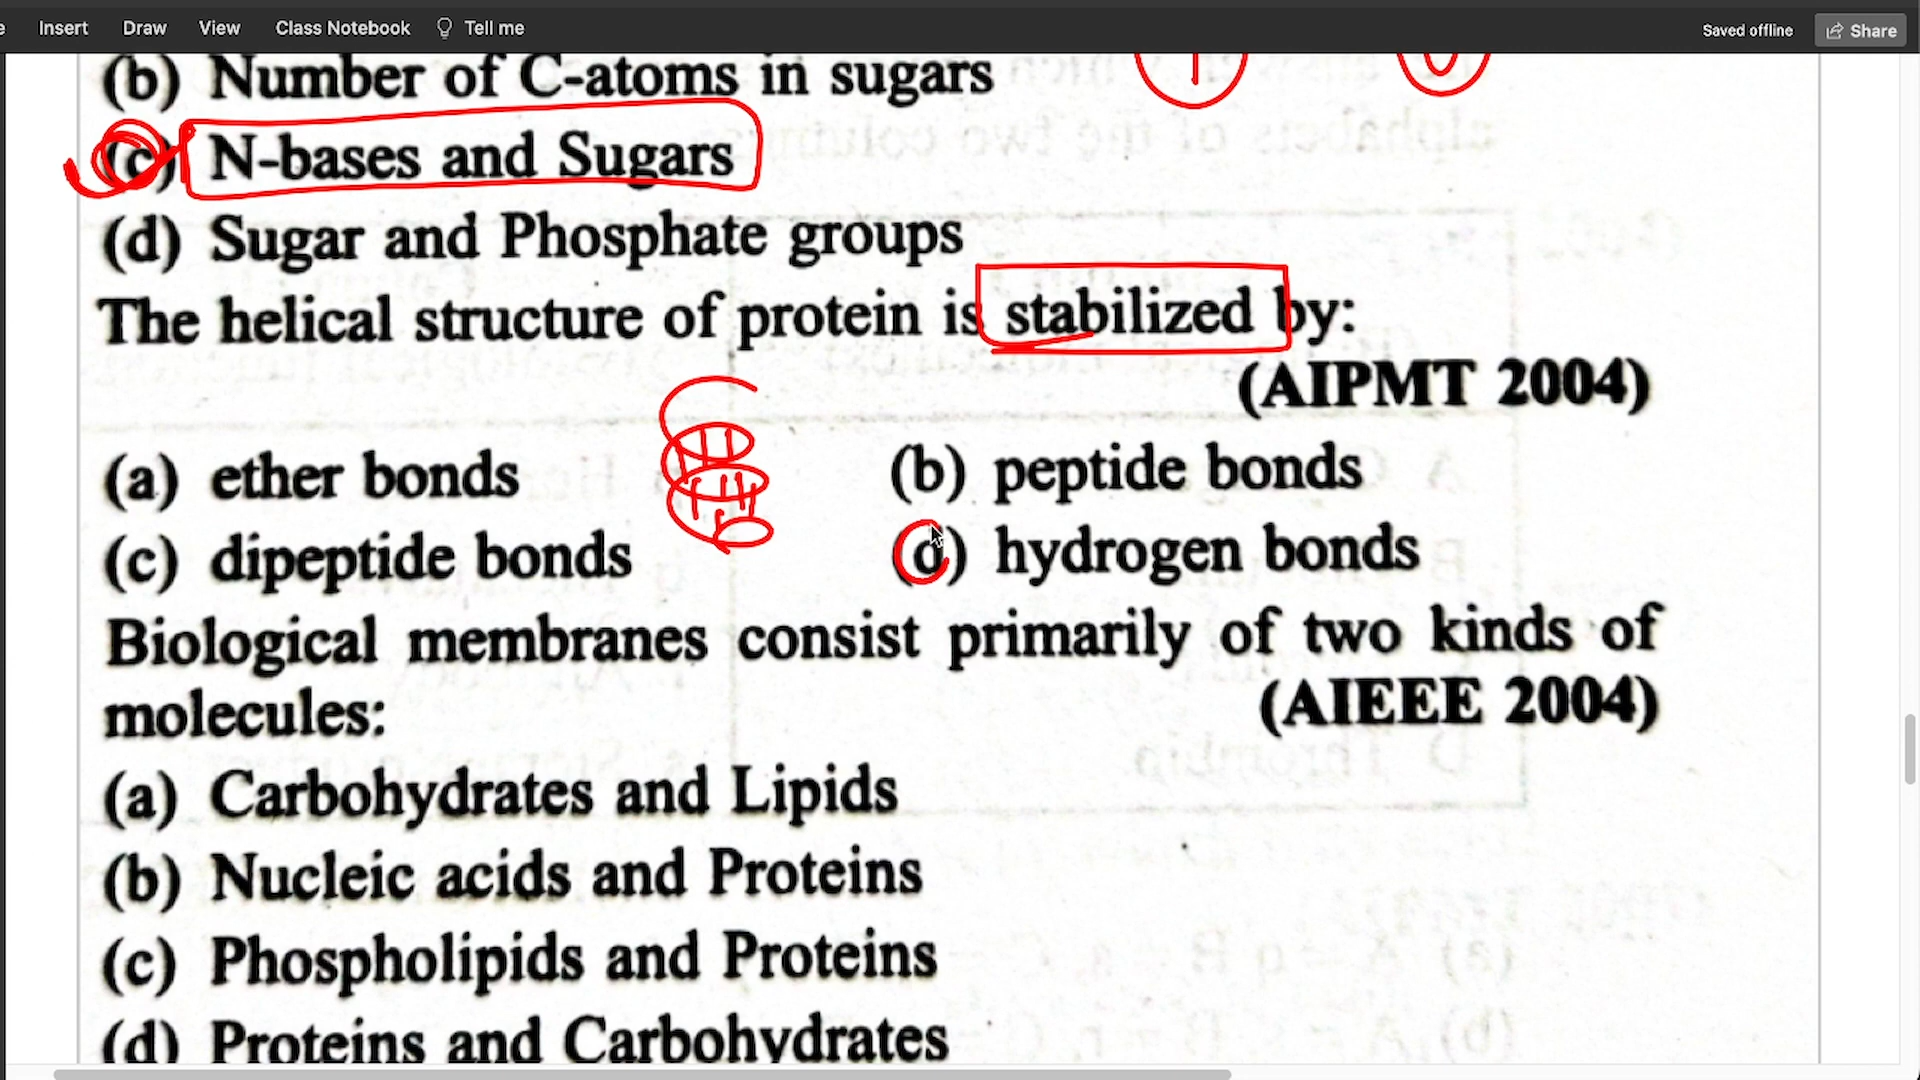 Insert Draw View Class Notebook Tell me Saved offline Share
(b) Number of C-atoms in sugars
(c) N-bases and Sugars
(d) Sugar and Phosphate groups
The helical structure of protein is stabilized by:
(AIPMT 2004)
(a) ether bonds (b) peptide bonds
(c) dipeptide bonds (d) hydrogen bonds
Biological membranes consist primarily of two kinds of
molecules: (AIEEE 2004)
(a) Carbohydrates and Lipids
(b) Nucleic acids and Proteins
(c) Phospholipids and Proteins
(d) Proteins and Carbohydrates